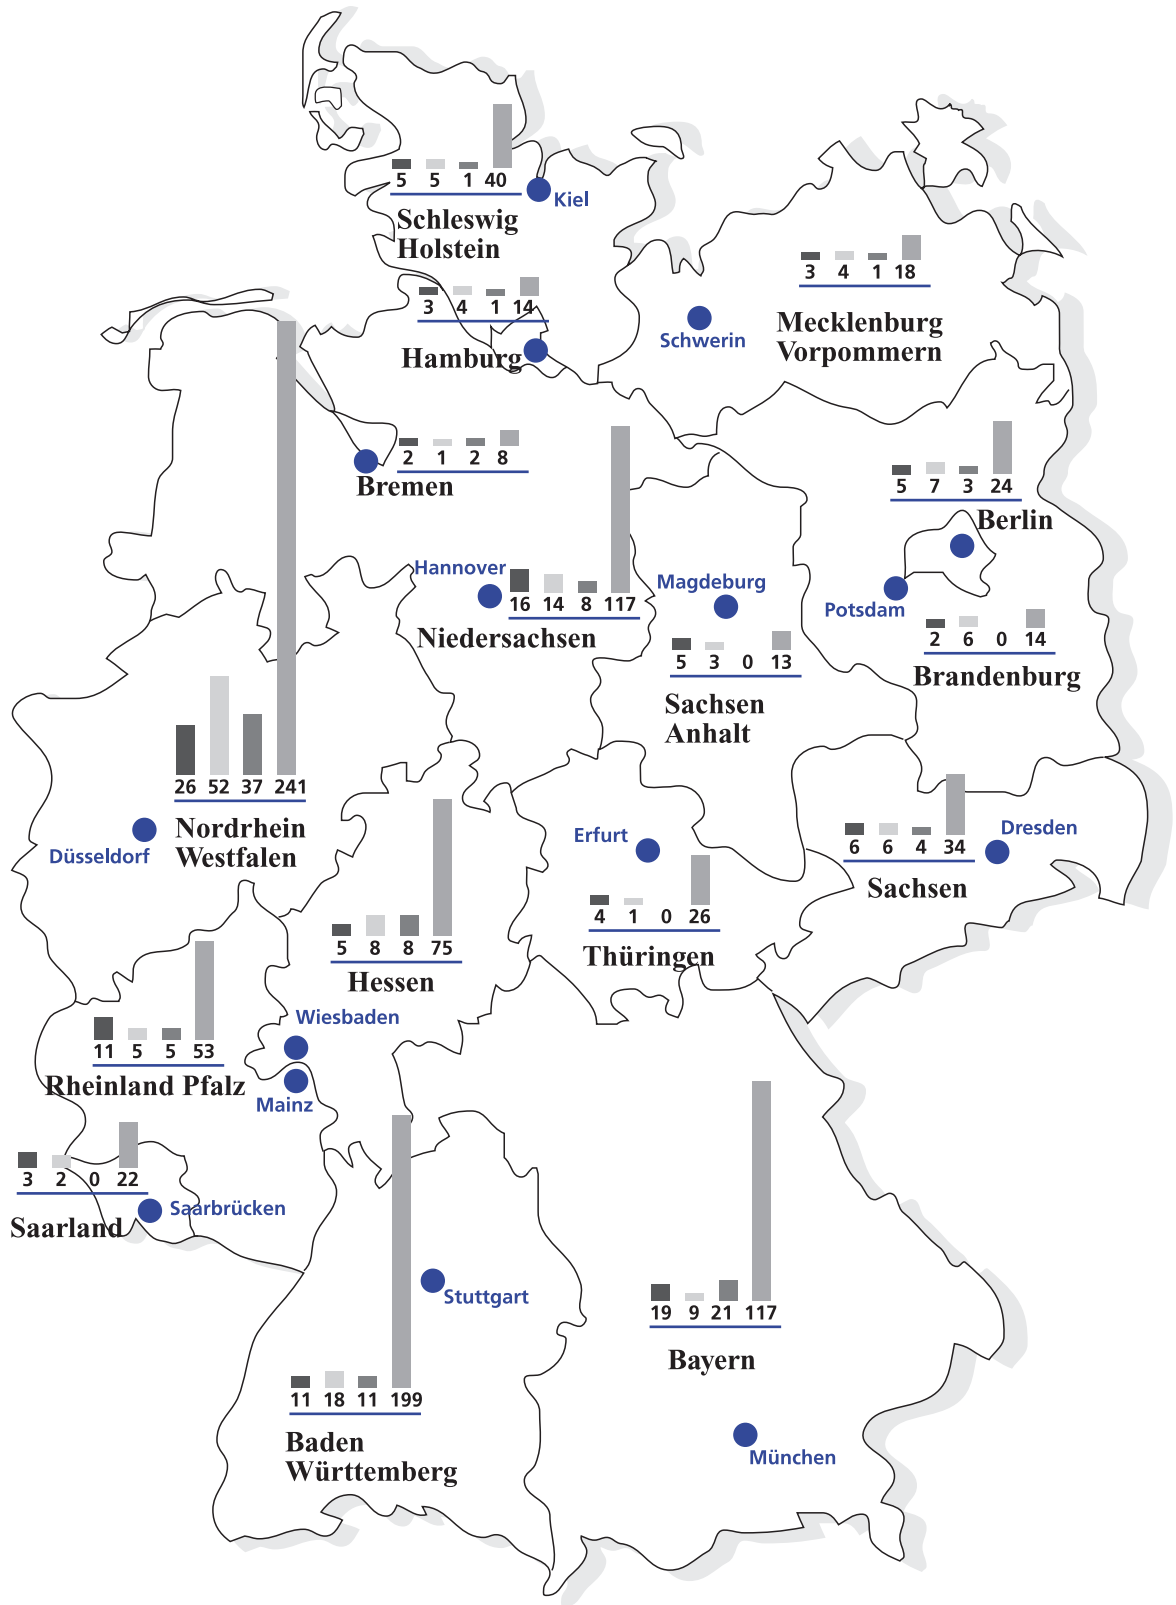 5 5 1 40
Kiel
Schleswig
Holstein
3 4 1 18
3 4 1 14
Mecklenburg
Vorpommern
Schwerin
Hamburg
2 1 2 8
Bremen
5 7 3 24
Berlin
Hannover
16 14 8 117
Niedersachsen
Magdeburg
5 3 0 13
Sachsen
Anhalt
Potsdam
2 6 0 14
Brandenburg
26 52 37 241
Nordrhein
Westfalen
Düsseldorf
Erfurt
4 1 0 26
Thüringen
Dresden
6 6 4 34
Sachsen
5 8 8 75
Hessen
Wiesbaden
11 5 5 53
Rheinland Pfalz
Mainz
3 2 0 22
Saarbrücken
Saarland
Stuttgart
19 9 21 117
Bayern
11 18 11 199
Baden
Württemberg
München